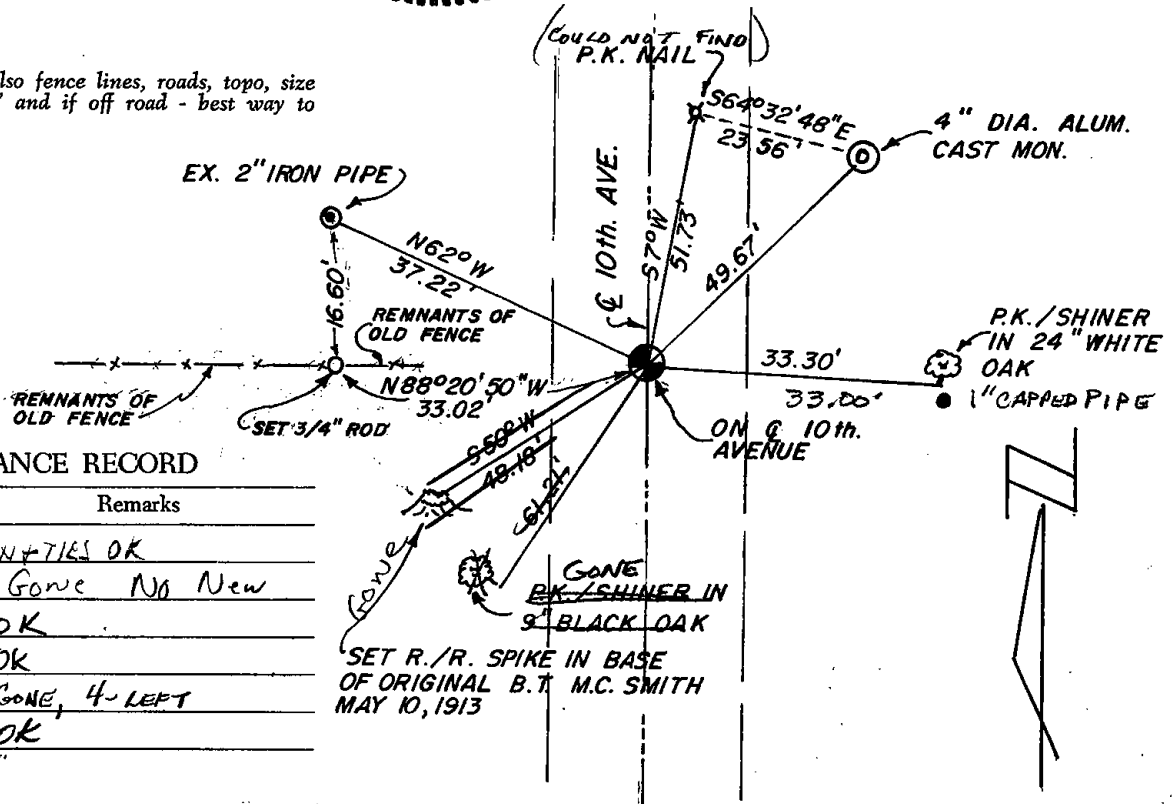 (COULD NOT FIND)
P.K. NAIL
lso fence lines, roads, topo, size
and if off road - best way to
S64°32'48"E
23.56'
4" DIA. ALUM.
CAST MON.
EX. 2" IRON PIPE
℄ 10th. AVE.
N62°W
37.22'
S7°W
51.73'
49.67'
16.60'
REMNANTS OF
OLD FENCE
P.K./SHINER
IN 24" WHITE
OAK
1" CAPPED PIPE
33.30'
33.00'
N88°20'50"W
33.02'
REMNANTS OF
OLD FENCE
SET 3/4" ROD
ON ℄ 10th.
AVENUE
S50°W
48.18'
61.21'
ANCE RECORD
Remarks
N+TIES OK
Gone No New
OK
OK
GONE, 4-LEFT
OK
GONE
GONE
P.K./SHINER IN
9" BLACK OAK
SET R./R. SPIKE IN BASE
OF ORIGINAL B.T. M.C. SMITH
MAY 10, 1913
N